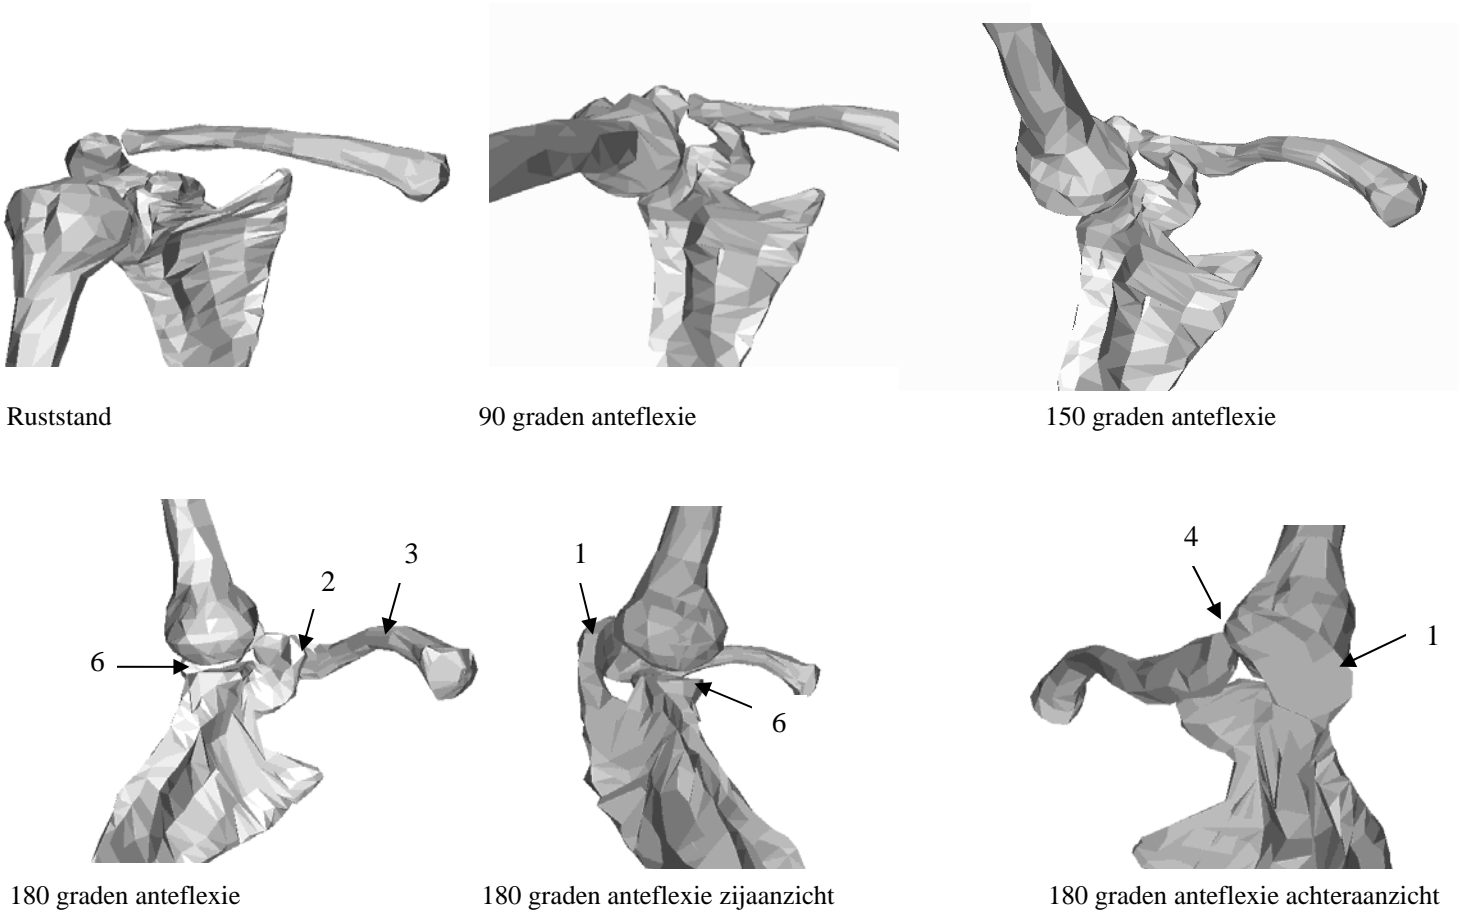 Ruststand
90 graden anteflexie
150 graden anteflexie
4
3
1
2
1
6
6
180 graden anteflexie
180 graden anteflexie zijaanzicht
180 graden anteflexie achteraanzicht